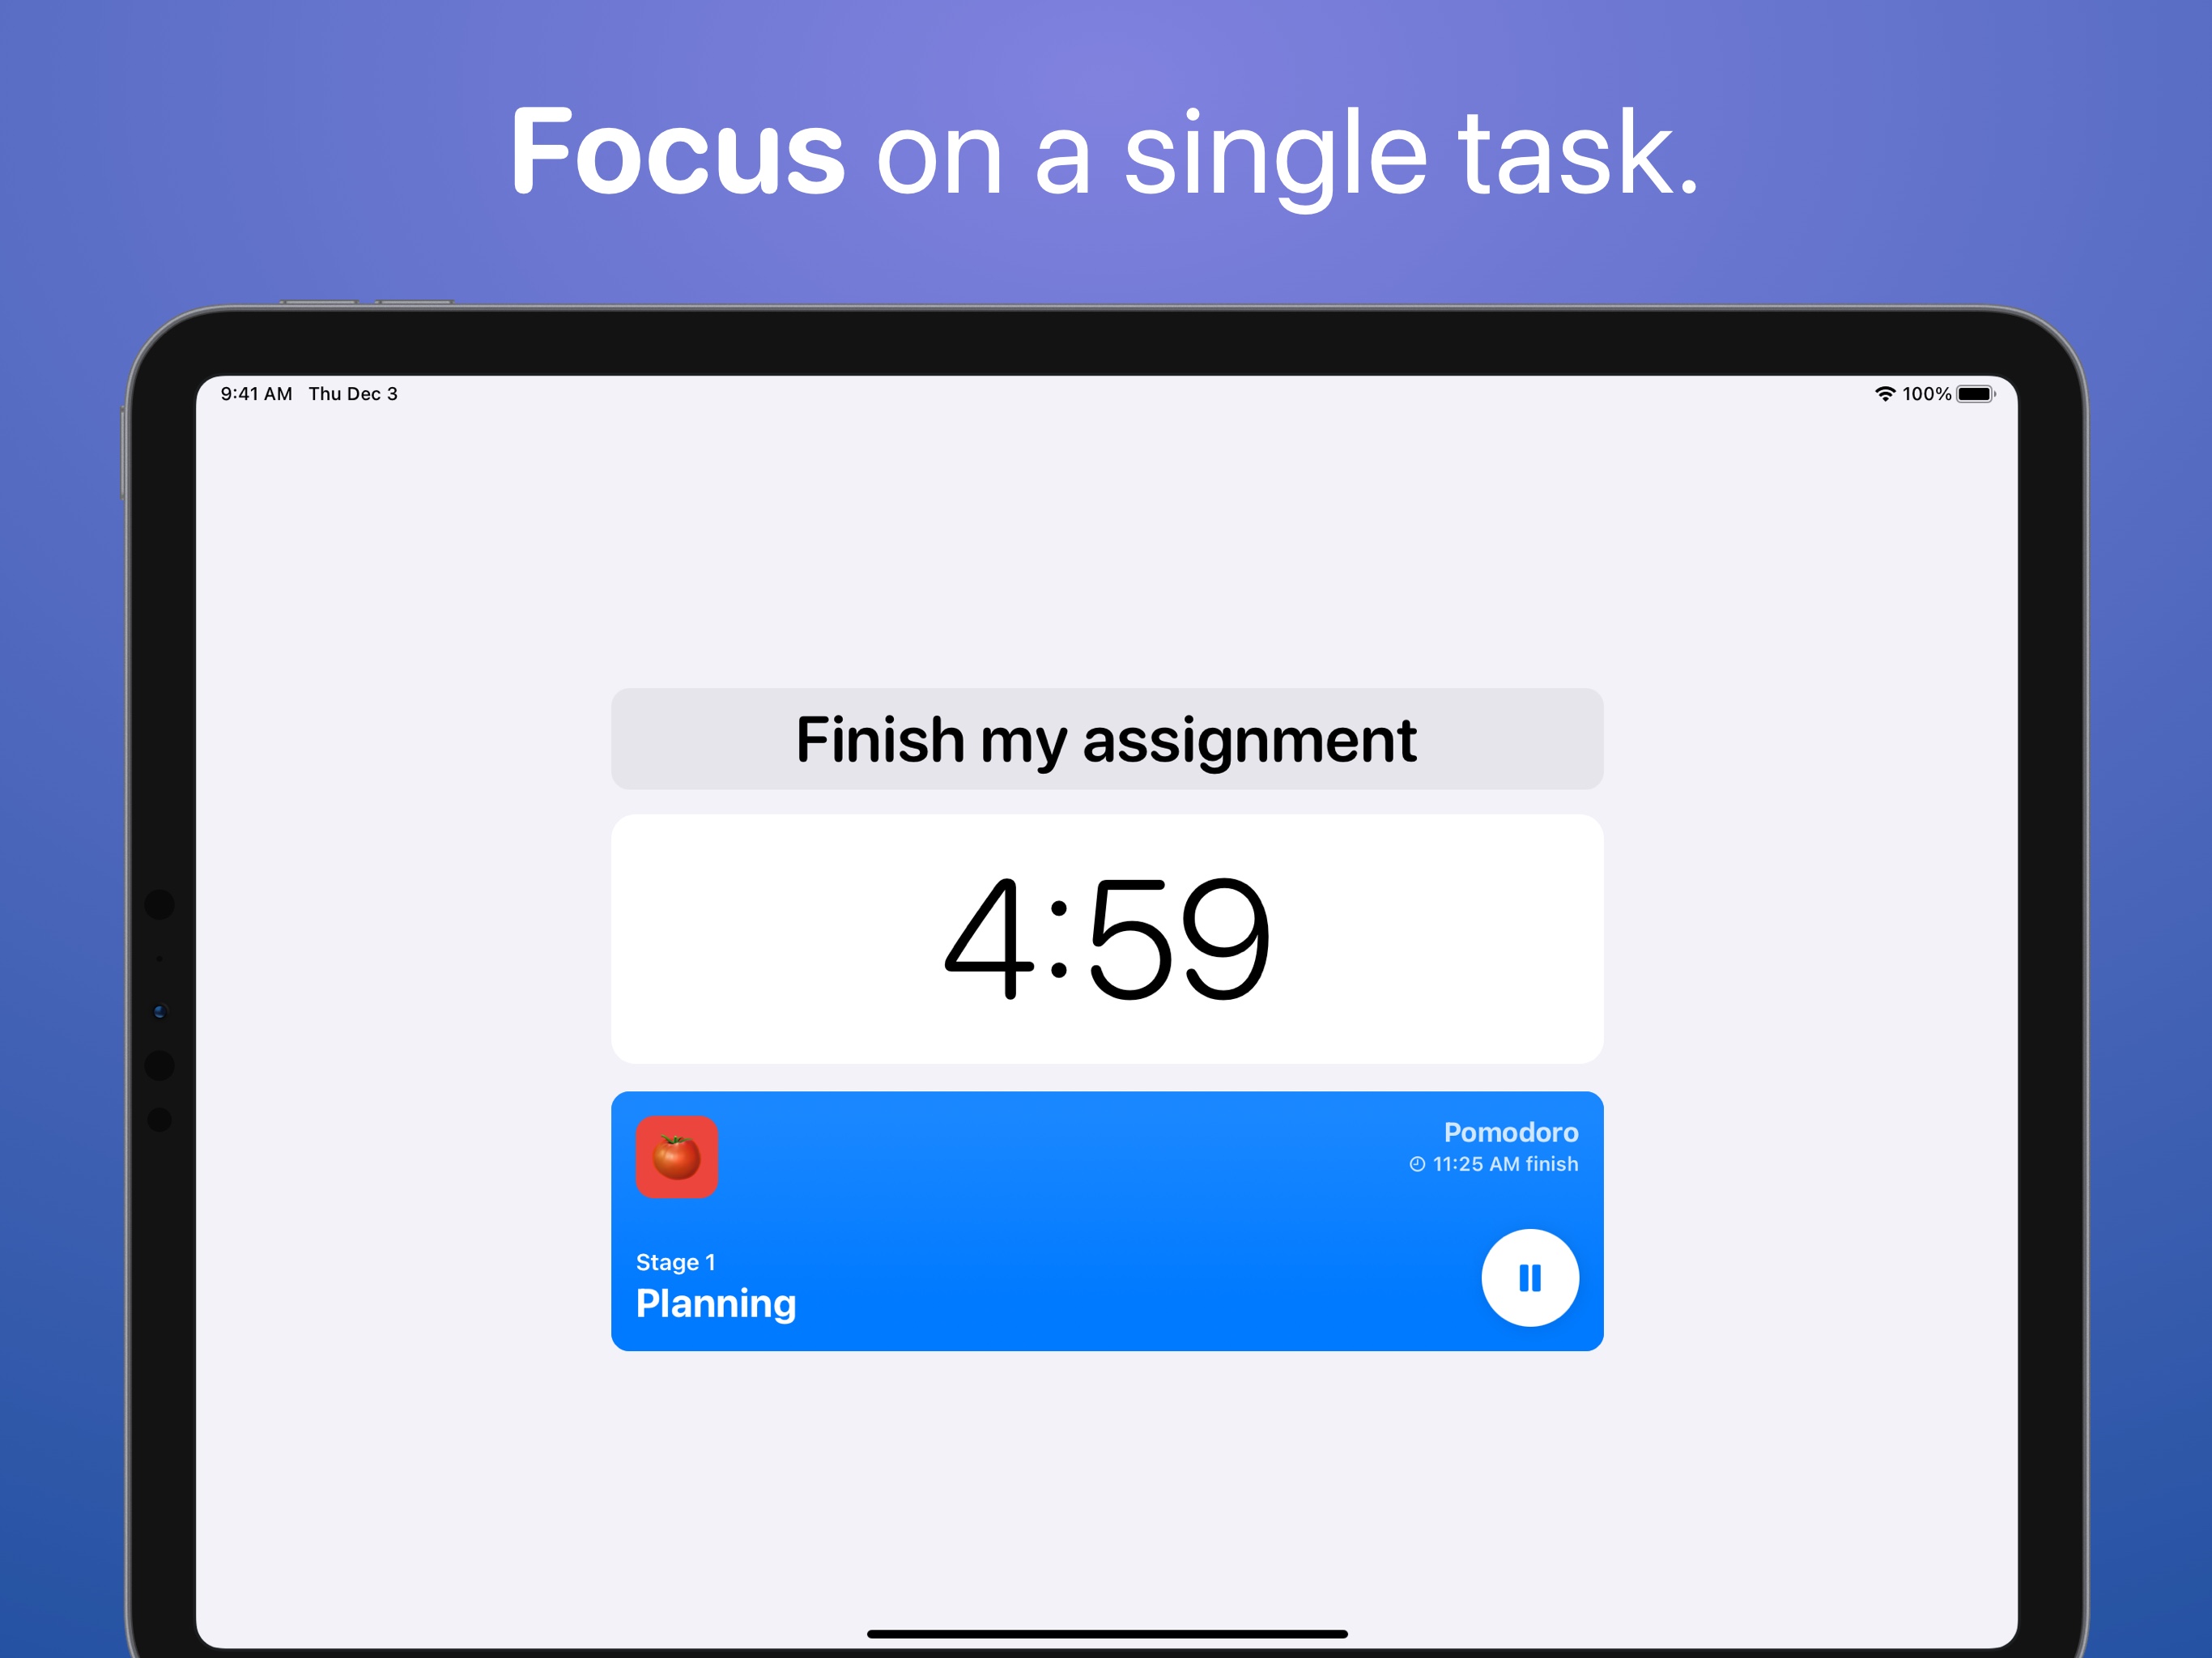 Focus on a single task.
9:41 AM Thu Dec 3
100%
Finish my assignment
4:59
Pomodoro
11:25 AM finish
Stage 1
Planning